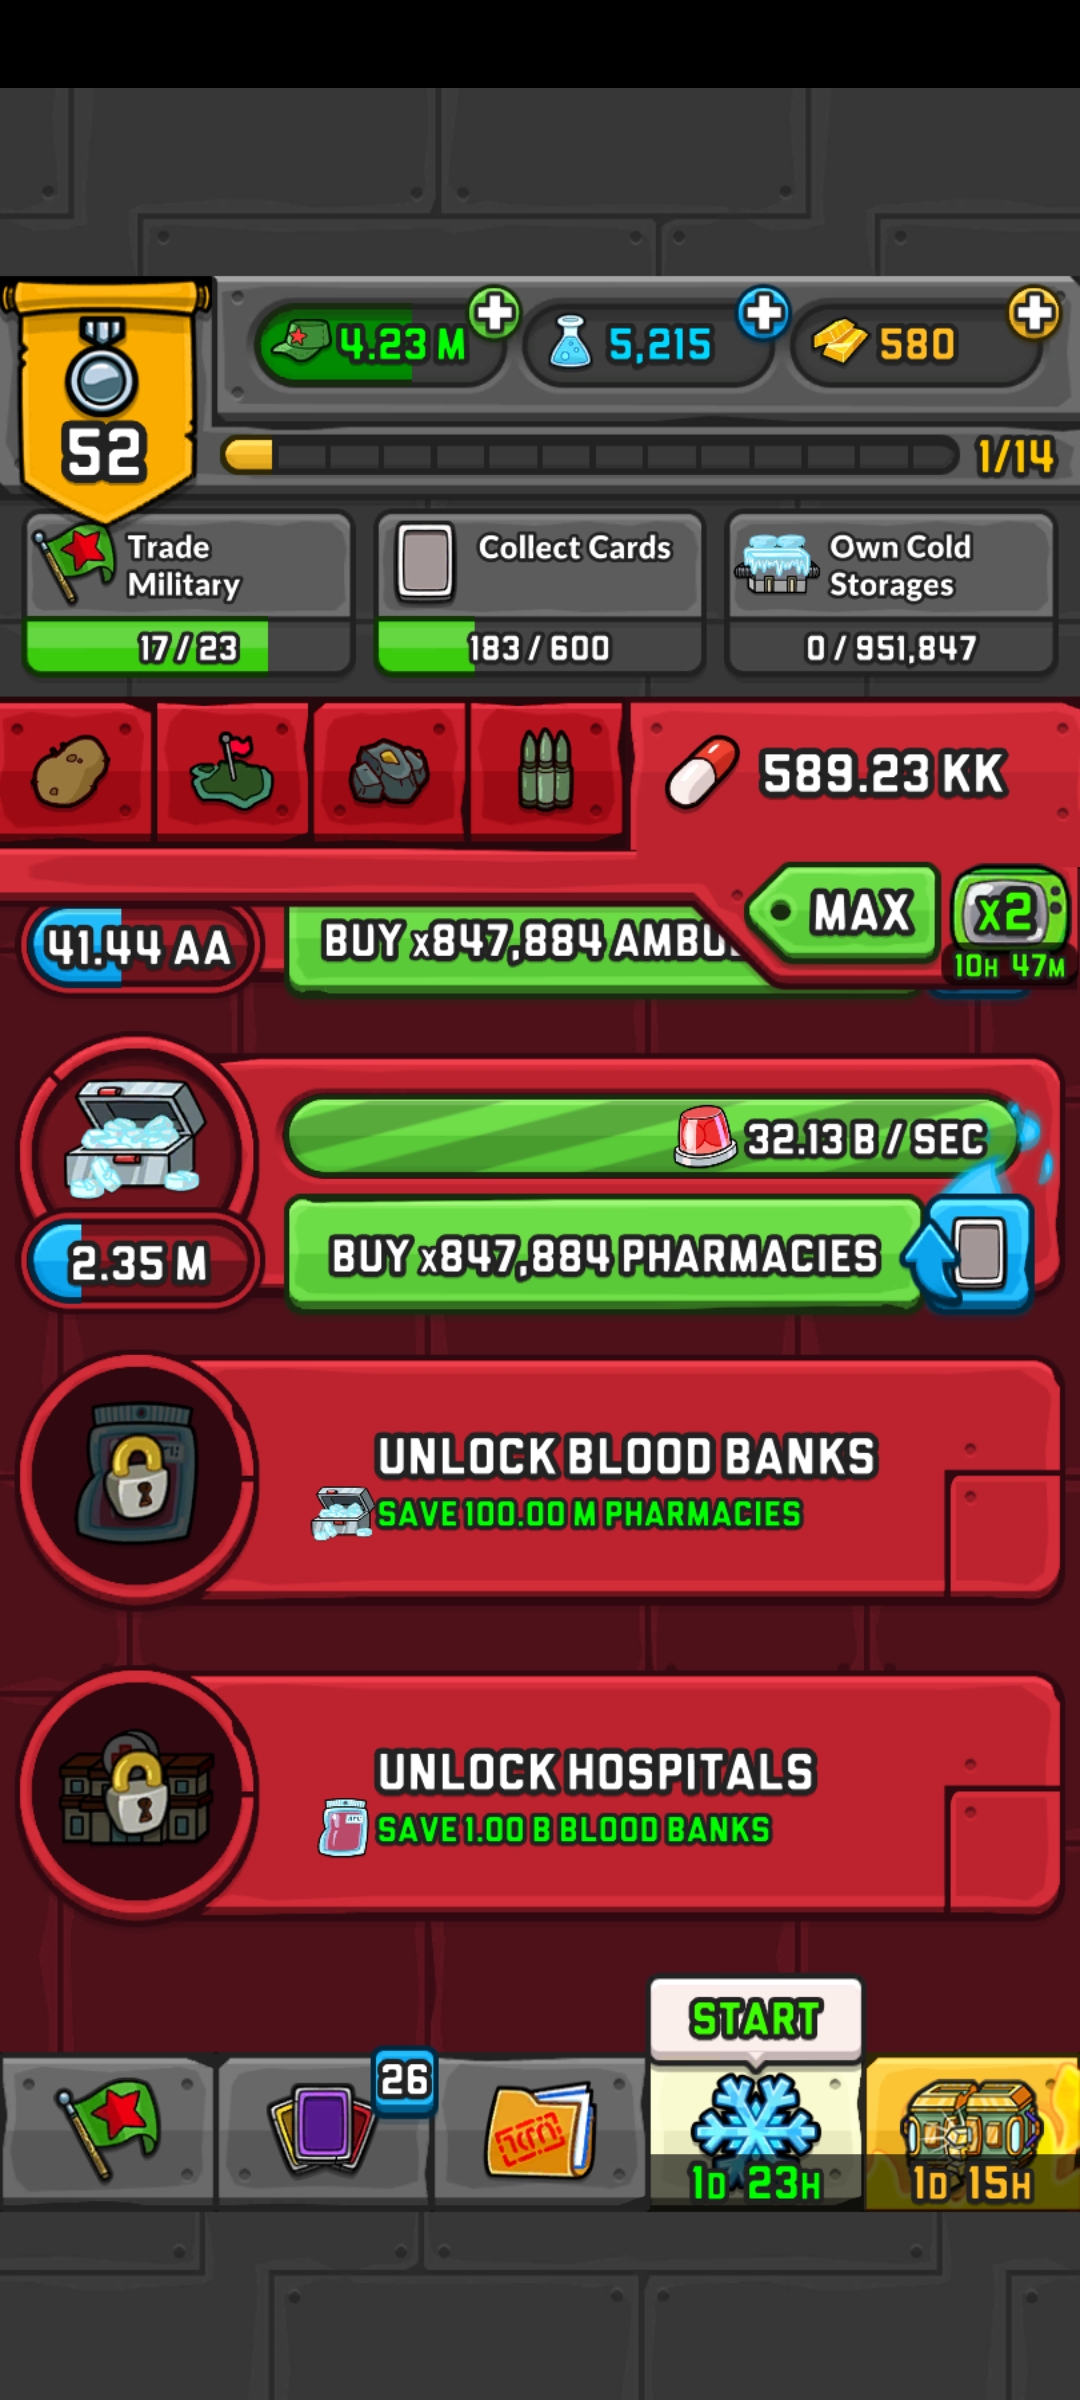 4.23 M
5,215
580
52
1/14
Trade
Military
17/23
Collect Cards
183/600
Own Cold
Storages
0/951,847
589.23 KK
MAX
x2
10H 47M
41.44 AA
BUY x847,884 AMBU
32.13 B / SEC
2.35 M
BUY x847,884 PHARMACIES
UNLOCK BLOOD BANKS
SAVE 100.00 M PHARMACIES
UNLOCK HOSPITALS
SAVE 1.00 B BLOOD BANKS
START
26
1D 23H
1D 15H